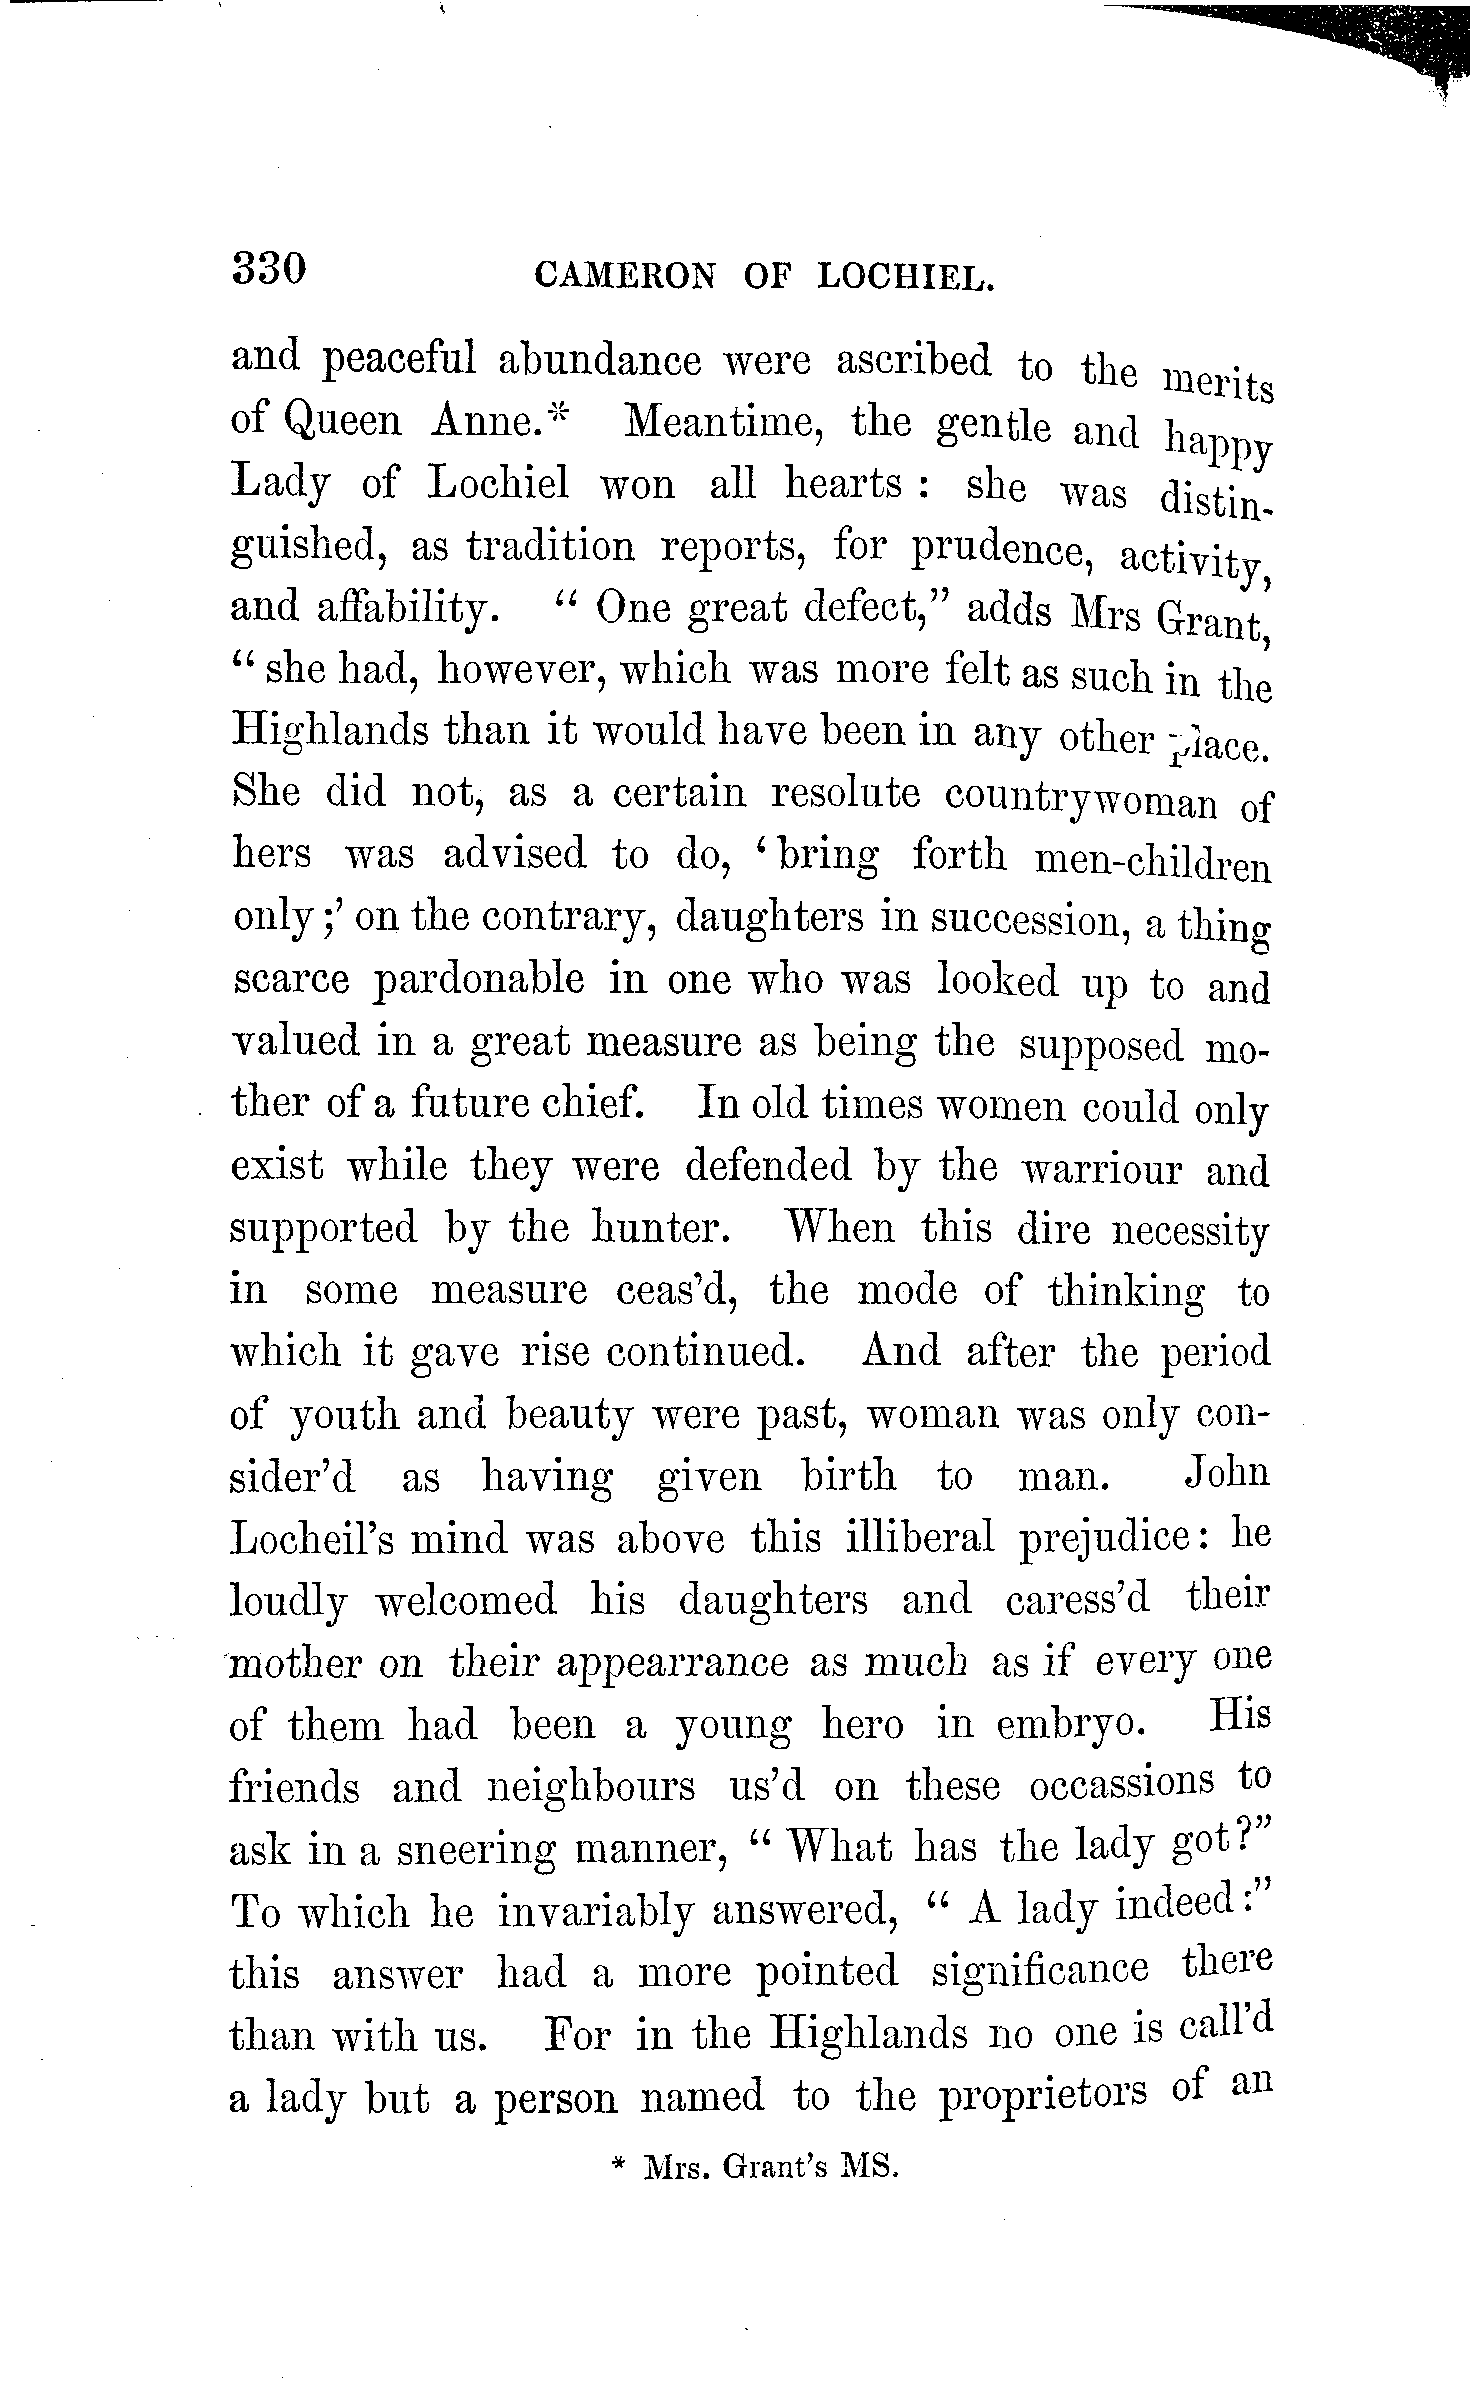 330 CAMERON OF LOCHIEL.
and peaceful abundance were ascribed to the merits
of Queen Anne.* Meantime, the gentle and happy
Lady of Lochiel won all hearts : she was distin-
guished, as tradition reports, for prudence, activity,
and affability. " One great defect," adds Mrs Grant,
" she had, however, which was more felt as such in the
Highlands than it would have been in any other place.
She did not, as a certain resolute countrywoman of
hers was advised to do, ' bring forth men-children
only ;' on the contrary, daughters in succession, a thing
scarce pardonable in one who was looked up to and
valued in a great measure as being the supposed mo-
ther of a future chief. In old times women could only
exist while they were defended by the warriour and
supported by the hunter. When this dire necessity
in some measure ceas'd, the mode of thinking to
which it gave rise continued. And after the period
of youth and beauty were past, woman was only con-
sider'd as having given birth to man. John
Locheil's mind was above this illiberal prejudice: he
loudly welcomed his daughters and caress'd their
mother on their appearrance as much as if every one
of them had been a young hero in embryo. His
friends and neighbours us'd on these occassions to
ask in a sneering manner, " What has the lady got?"
To which he invariably answered, " A lady indeed:"
this answer had a more pointed significance there
than with us. For in the Highlands no one is call'd
a lady but a person named to the proprietors of an
* Mrs. Grant's MS.